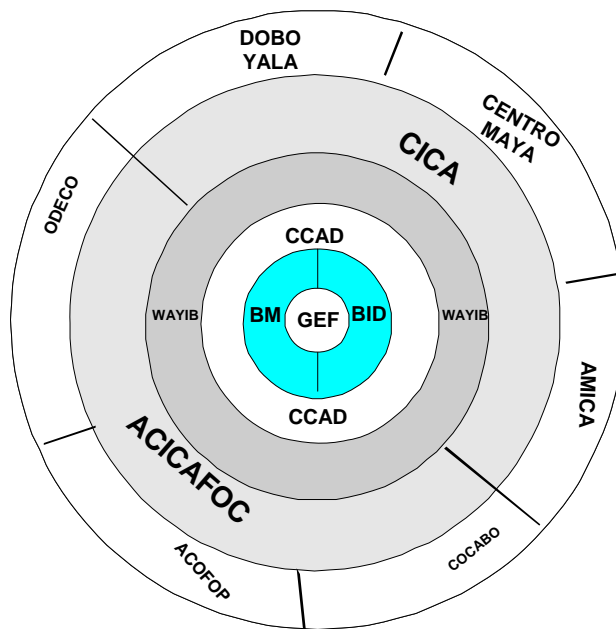 DOBO
YALA
CENTRO
MAYA
CICA
ODECO
CCAD
WAYIB
BM
GEF
BID
WAYIB
AMICA
CCAD
ACICAFOC
ACOFOP
COCABO